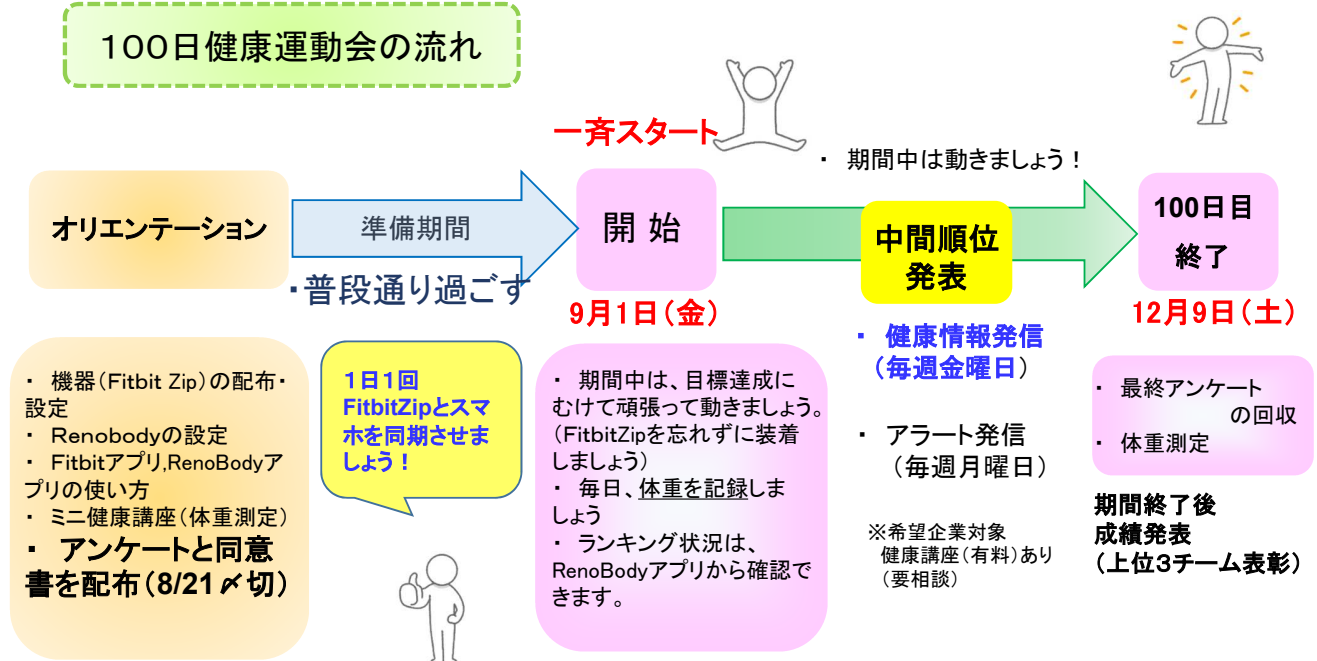 100日健康運動会の流れ
一斉スタート
・ 期間中は動きましょう！
オリエンテーション
準備期間
・普段通り過ごす
開 始
9月1日（金）
中間順位
発表
100日目
終了
12月9日（土）
・ 機器（Fitbit Zip）の配布・
設定
・ Renobodyの設定
・ Fitbitアプリ,RenoBodyア
プリの使い方
・ ミニ健康講座（体重測定）
・ アンケートと同意
書を配布（8/21〆切）
1日1回
FitbitZipとスマ
ホを同期させま
しょう！
・ 期間中は、目標達成に
むけて頑張って動きましょう。
（FitbitZipを忘れずに装着
しましょう）
・ 毎日、体重を記録しま
しょう
・ ランキング状況は、
RenoBodyアプリから確認で
きます。
・ 健康情報発信
（毎週金曜日）
・ アラート発信
（毎週月曜日）
※希望企業対象
健康講座（有料）あり
（要相談）
・ 最終アンケート
の回収
・ 体重測定
期間終了後
成績発表
（上位3チーム表彰）